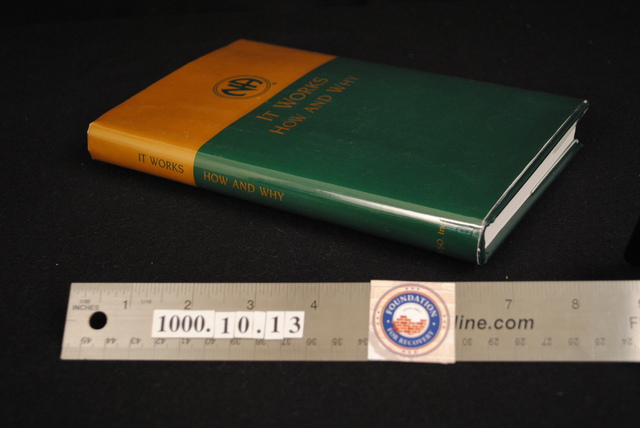 NA
IT WORKS
HOW AND WHY
IT WORKS
HOW AND WHY
INCHES
1
2
3
4
7
8
1000.10.13
FOUNDATION
FOR RECOVERY
line.com